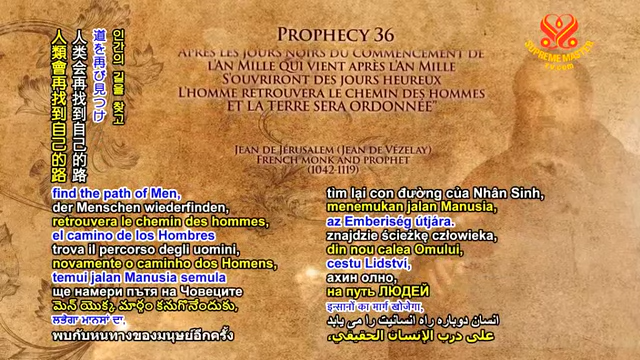 PROPHECY 36
APRÈS LES JOURS NOIRS DU COMMENCEMENT DE
L'AN MILLE QUI VIENT APRÈS L'AN MILLE
S'OUVRIRONT DES JOURS HEUREUX
L'HOMME RETROUVERA LE CHEMIN DES HOMMES
ET LA TERRE SERA ORDONNÉE"
JEAN DE JÉRUSALEM (JEAN DE VÉZELAY)
FRENCH MONK AND PROPHET
(1042-1119)
SUPREME MASTER
TV.com
인간의 길을 찾고
道を再び見つけ
人类会再找到自己的路
人類會再找到自己的路
find the path of Men,
der Menschen wiederfinden,
retrouvera le chemin des hommes,
el camino de los Hombres
trova il percorso degli uomini,
novamente o caminho dos Homens,
temui jalan Manusia semula
ще намери пътя на Човеците
మెన్ యొక్క మార్గం కనుగొనేందుకు,
ਲਭੇਗਾ ਮਾਨਸਾਂ ਦਾ,
พบกับหนทางของมนุษย์อีกครั้ง
tìm lại con đường của Nhân Sinh,
menemukan jalan Manusia,
az Emberiség útjára.
znajdzie ścieżkę człowieka,
din nou calea Omului,
cestu Lidství,
ахин олно,
на путь ЛЮДЕЙ
इन्सानों का मार्ग खोजेगा,
انسان دوباره راه انسانیت را می یابد
على درب الإنسان الحقيقي،